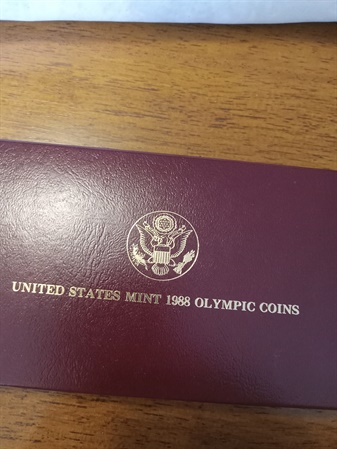 UNITED STATES MINT 1988 OLYMPIC COINS